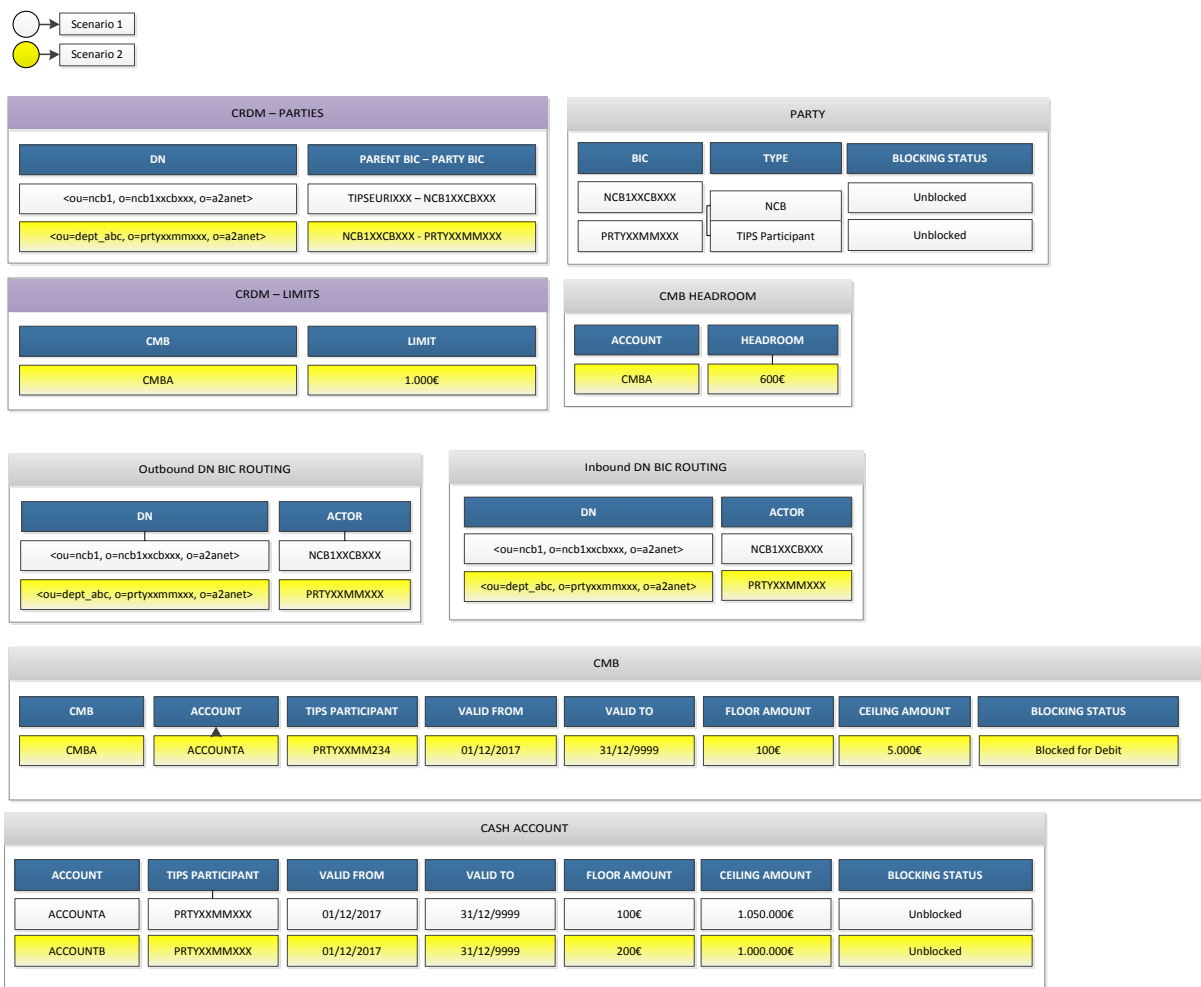 Scenario 1
Scenario 2
CRDM – PARTIES
DN PARENT BIC – PARTY BIC
<ou=ncb1, o=ncb1xxcbxxx, o=a2anet> TIPSEURIXXX – NCB1XXCBXXX
<ou=dept_abc, o=prtyxxmmxxx, o=a2anet> NCB1XXCBXXX - PRTYXXMMXXX
PARTY
BIC TYPE BLOCKING STATUS
NCB1XXCBXXX NCB Unblocked
PRTYXXMMXXX TIPS Participant Unblocked
CRDM – LIMITS
CMB LIMIT
CMBA 1.000€
CMB HEADROOM
ACCOUNT HEADROOM
CMBA 600€
Outbound DN BIC ROUTING
DN ACTOR
<ou=ncb1, o=ncb1xxcbxxx, o=a2anet> NCB1XXCBXXX
<ou=dept_abc, o=prtyxxmmxxx, o=a2anet> PRTYXXMMXXX
Inbound DN BIC ROUTING
DN ACTOR
<ou=ncb1, o=ncb1xxcbxxx, o=a2anet> NCB1XXCBXXX
<ou=dept_abc, o=prtyxxmmxxx, o=a2anet> PRTYXXMMXXX
CMB
CMB ACCOUNT TIPS PARTICIPANT VALID FROM VALID TO FLOOR AMOUNT CEILING AMOUNT BLOCKING STATUS
CMBA ACCOUNTA PRTYXXMM234 01/12/2017 31/12/9999 100€ 5.000€ Blocked for Debit
CASH ACCOUNT
ACCOUNT TIPS PARTICIPANT VALID FROM VALID TO FLOOR AMOUNT CEILING AMOUNT BLOCKING STATUS
ACCOUNTA PRTYXXMMXXX 01/12/2017 31/12/9999 100€ 1.050.000€ Unblocked
ACCOUNTB PRTYXXMMXXX 01/12/2017 31/12/9999 200€ 1.000.000€ Unblocked